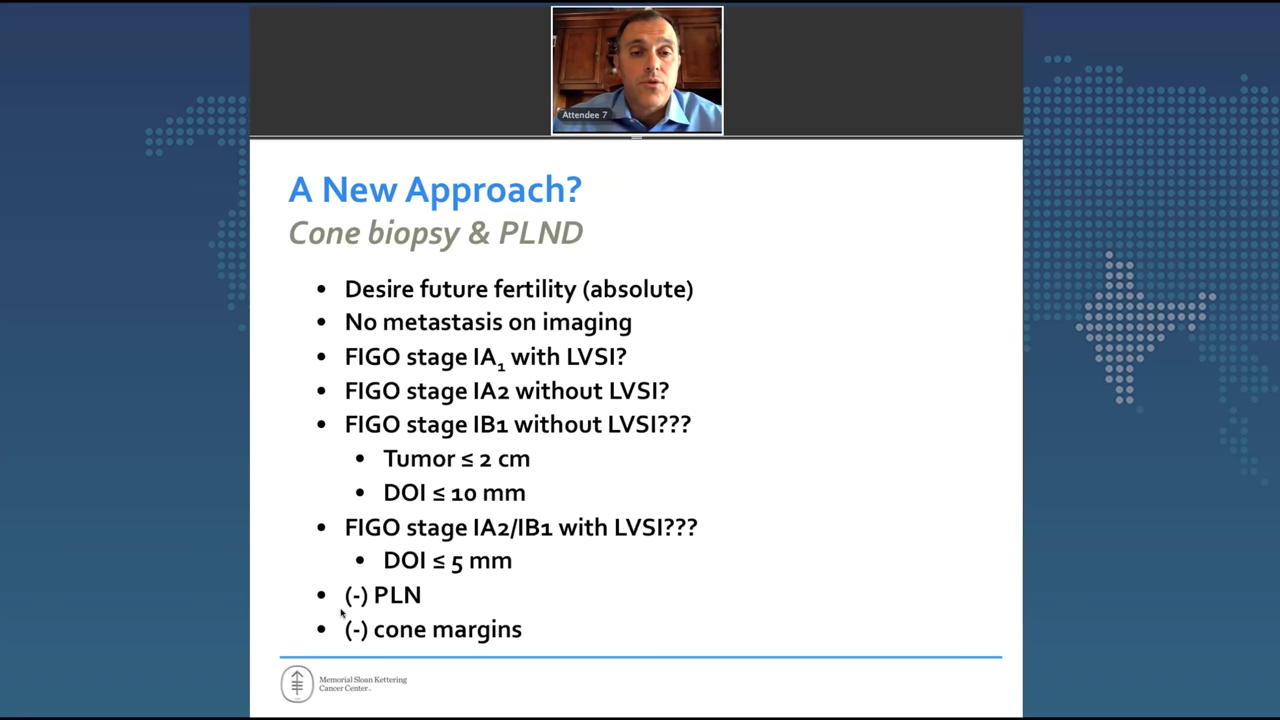 Attendee 7
A New Approach?
Cone biopsy & PLND
• Desire future fertility (absolute)
• No metastasis on imaging
• FIGO stage IA1 with LVSI?
• FIGO stage IA2 without LVSI?
• FIGO stage IB1 without LVSI???
• Tumor ≤ 2 cm
• DOI ≤ 10 mm
• FIGO stage IA2/IB1 with LVSI???
• DOI ≤ 5 mm
• (-) PLN
• (-) cone margins
Memorial Sloan Kettering
Cancer Center